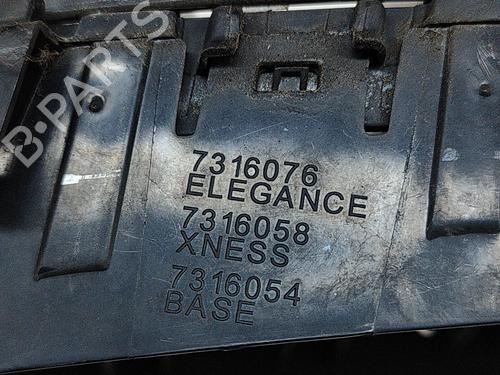 B-PARTS
7316076
ELEGANCE
7316058
XNESS
7316054
BASE